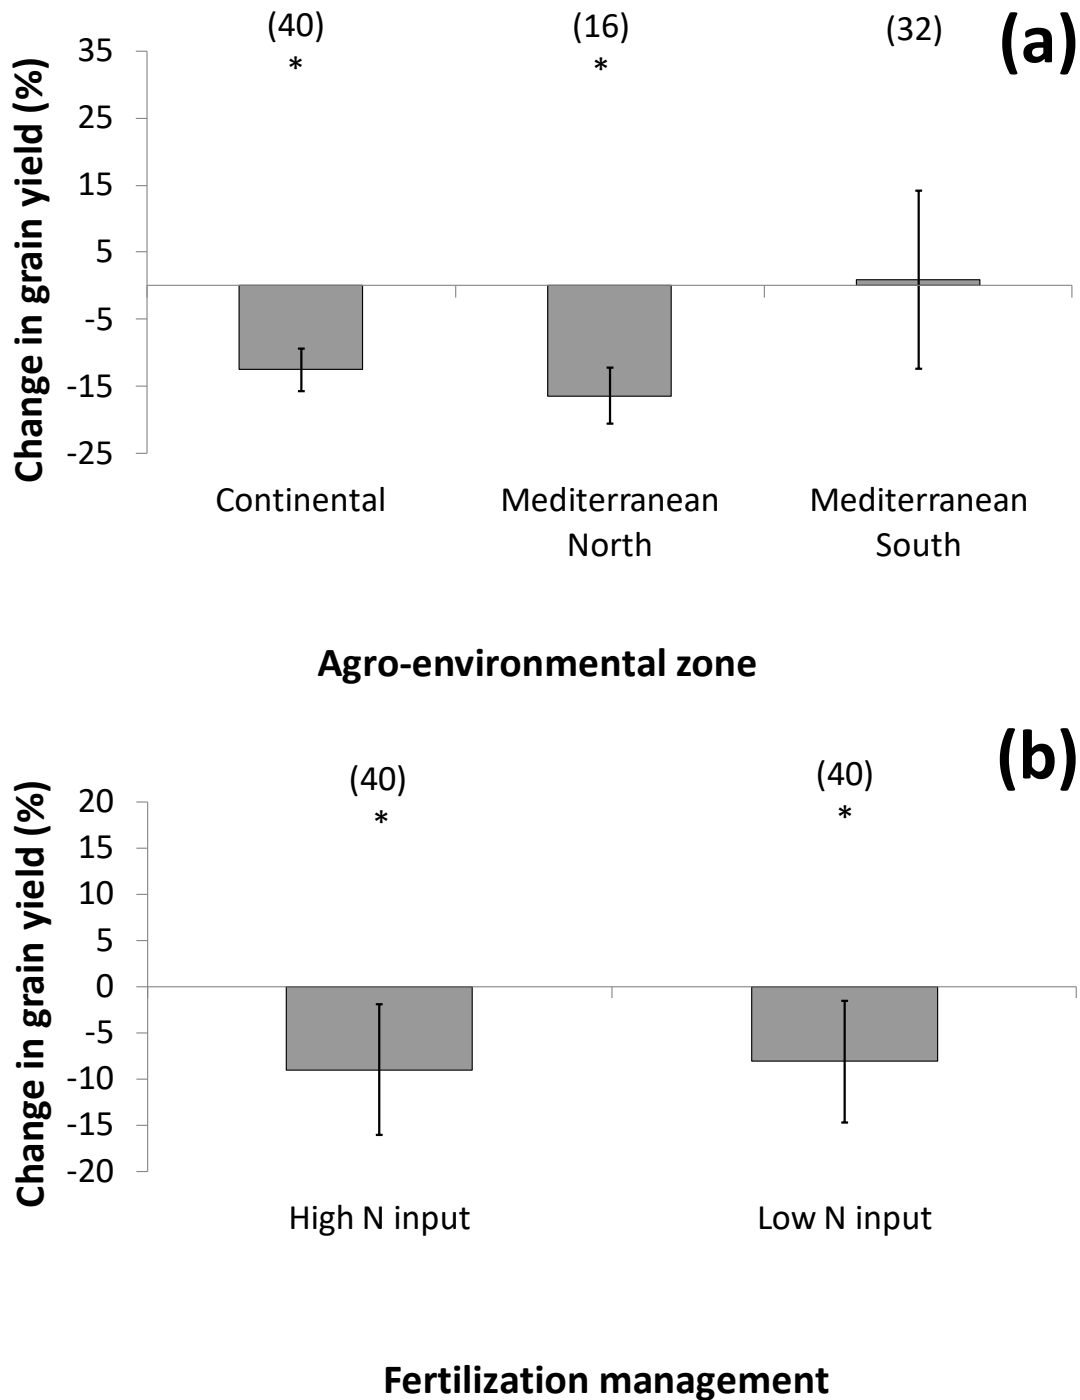 (40)
(16)
(32)
(a)
*
*
Change in grain yield (%)
35
25
15
5
-5
-15
-25
Continental
Mediterranean
North
Mediterranean
South
Agro-environmental zone
(b)
(40)
(40)
*
*
Change in grain yield (%)
20
15
10
5
0
-5
-10
-15
-20
High N input
Low N input
Fertilization management